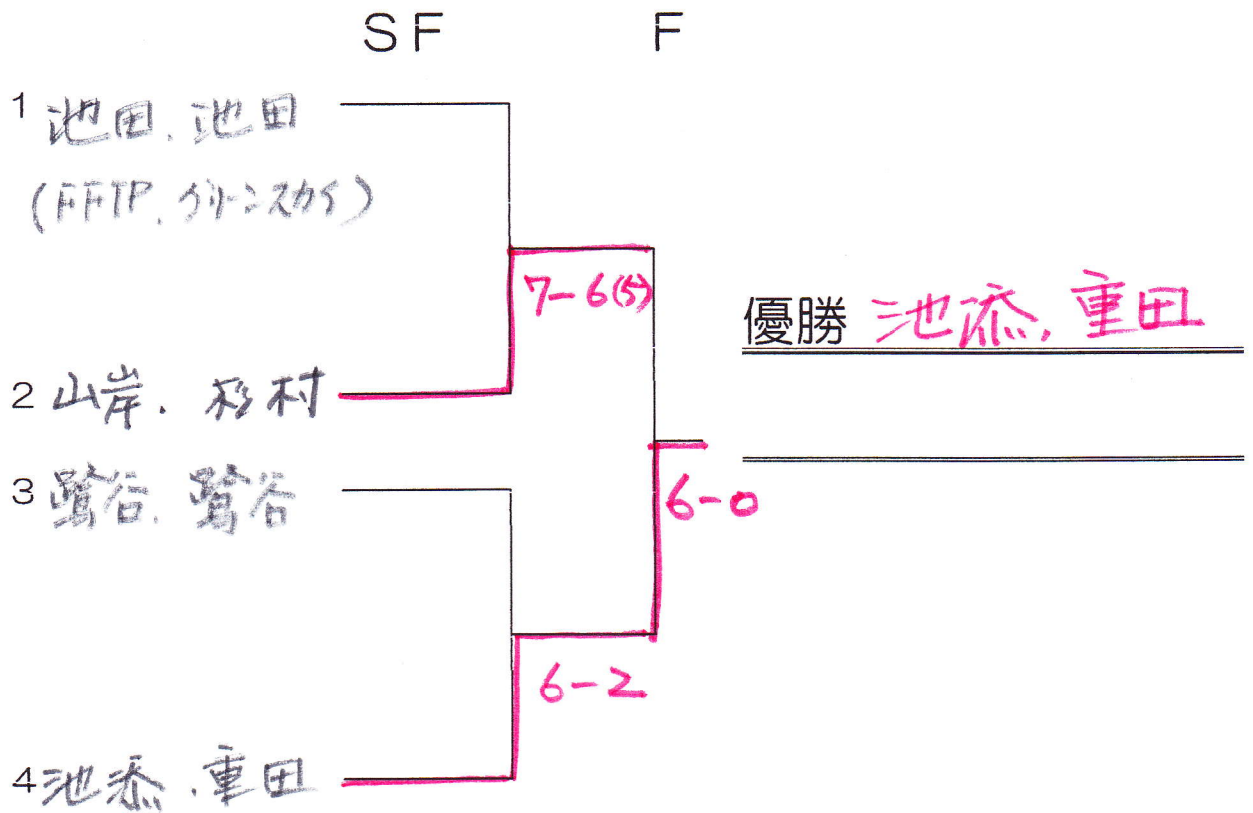 SF F
1 池田、池田
(FFTP、グリーンスカイ)
7-6(5)
優勝 池添、重田
2 山岸、杉村
3 鷺谷、鷺谷
6-0
6-2
4 池添、重田